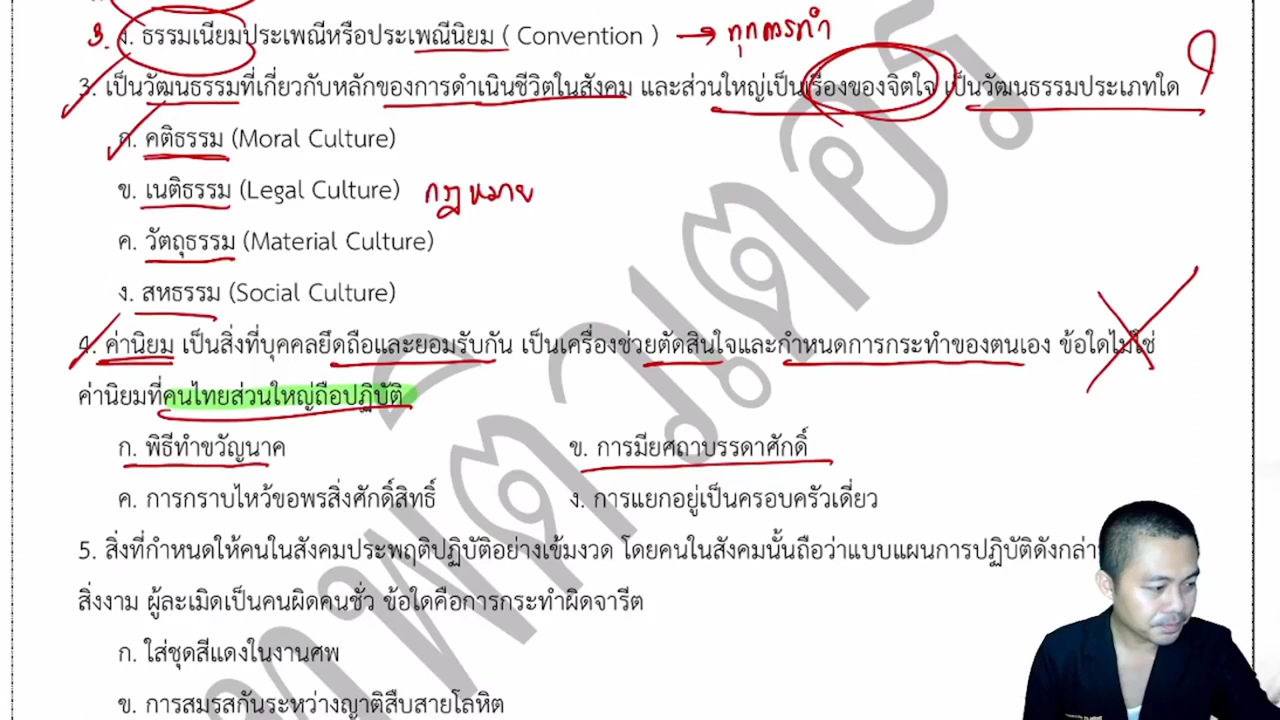 3. ง. ธรรมเนียมประเพณีหรือประเพณีนิยม ( Convention ) → ทุกควรทำ
3. เป็นวัฒนธรรมที่เกี่ยวกับหลักของการดำเนินชีวิตในสังคม และส่วนใหญ่เป็นเรื่องของจิตใจ เป็นวัฒนธรรมประเภทใด
ก. คติธรรม (Moral Culture)
ข. เนติธรรม (Legal Culture) กฎหมาย
ค. วัตถุธรรม (Material Culture)
ง. สหธรรม (Social Culture)
4. ค่านิยม เป็นสิ่งที่บุคคลยึดถือและยอมรับกัน เป็นเครื่องช่วยตัดสินใจและกำหนดการกระทำของตนเอง ข้อใดไม่ใช่
ค่านิยมที่คนไทยส่วนใหญ่ถือปฏิบัติ
ก. พิธีทำขวัญนาค ข. การมียศถาบรรดาศักดิ์
ค. การกราบไหว้ขอพรสิ่งศักดิ์สิทธิ์ ง. การแยกอยู่เป็นครอบครัวเดี่ยว
5. สิ่งที่กำหนดให้คนในสังคมประพฤติปฏิบัติอย่างเข้มงวด โดยคนในสังคมนั้นถือว่าแบบแผนการปฏิบัติดังกล่า
สิ่งงาม ผู้ละเมิดเป็นคนผิดคนชั่ว ข้อใดคือการกระทำผิดจารีต
ก. ใส่ชุดสีแดงในงานศพ
ข. การสมรสกันระหว่างญาติสืบสายโลหิต